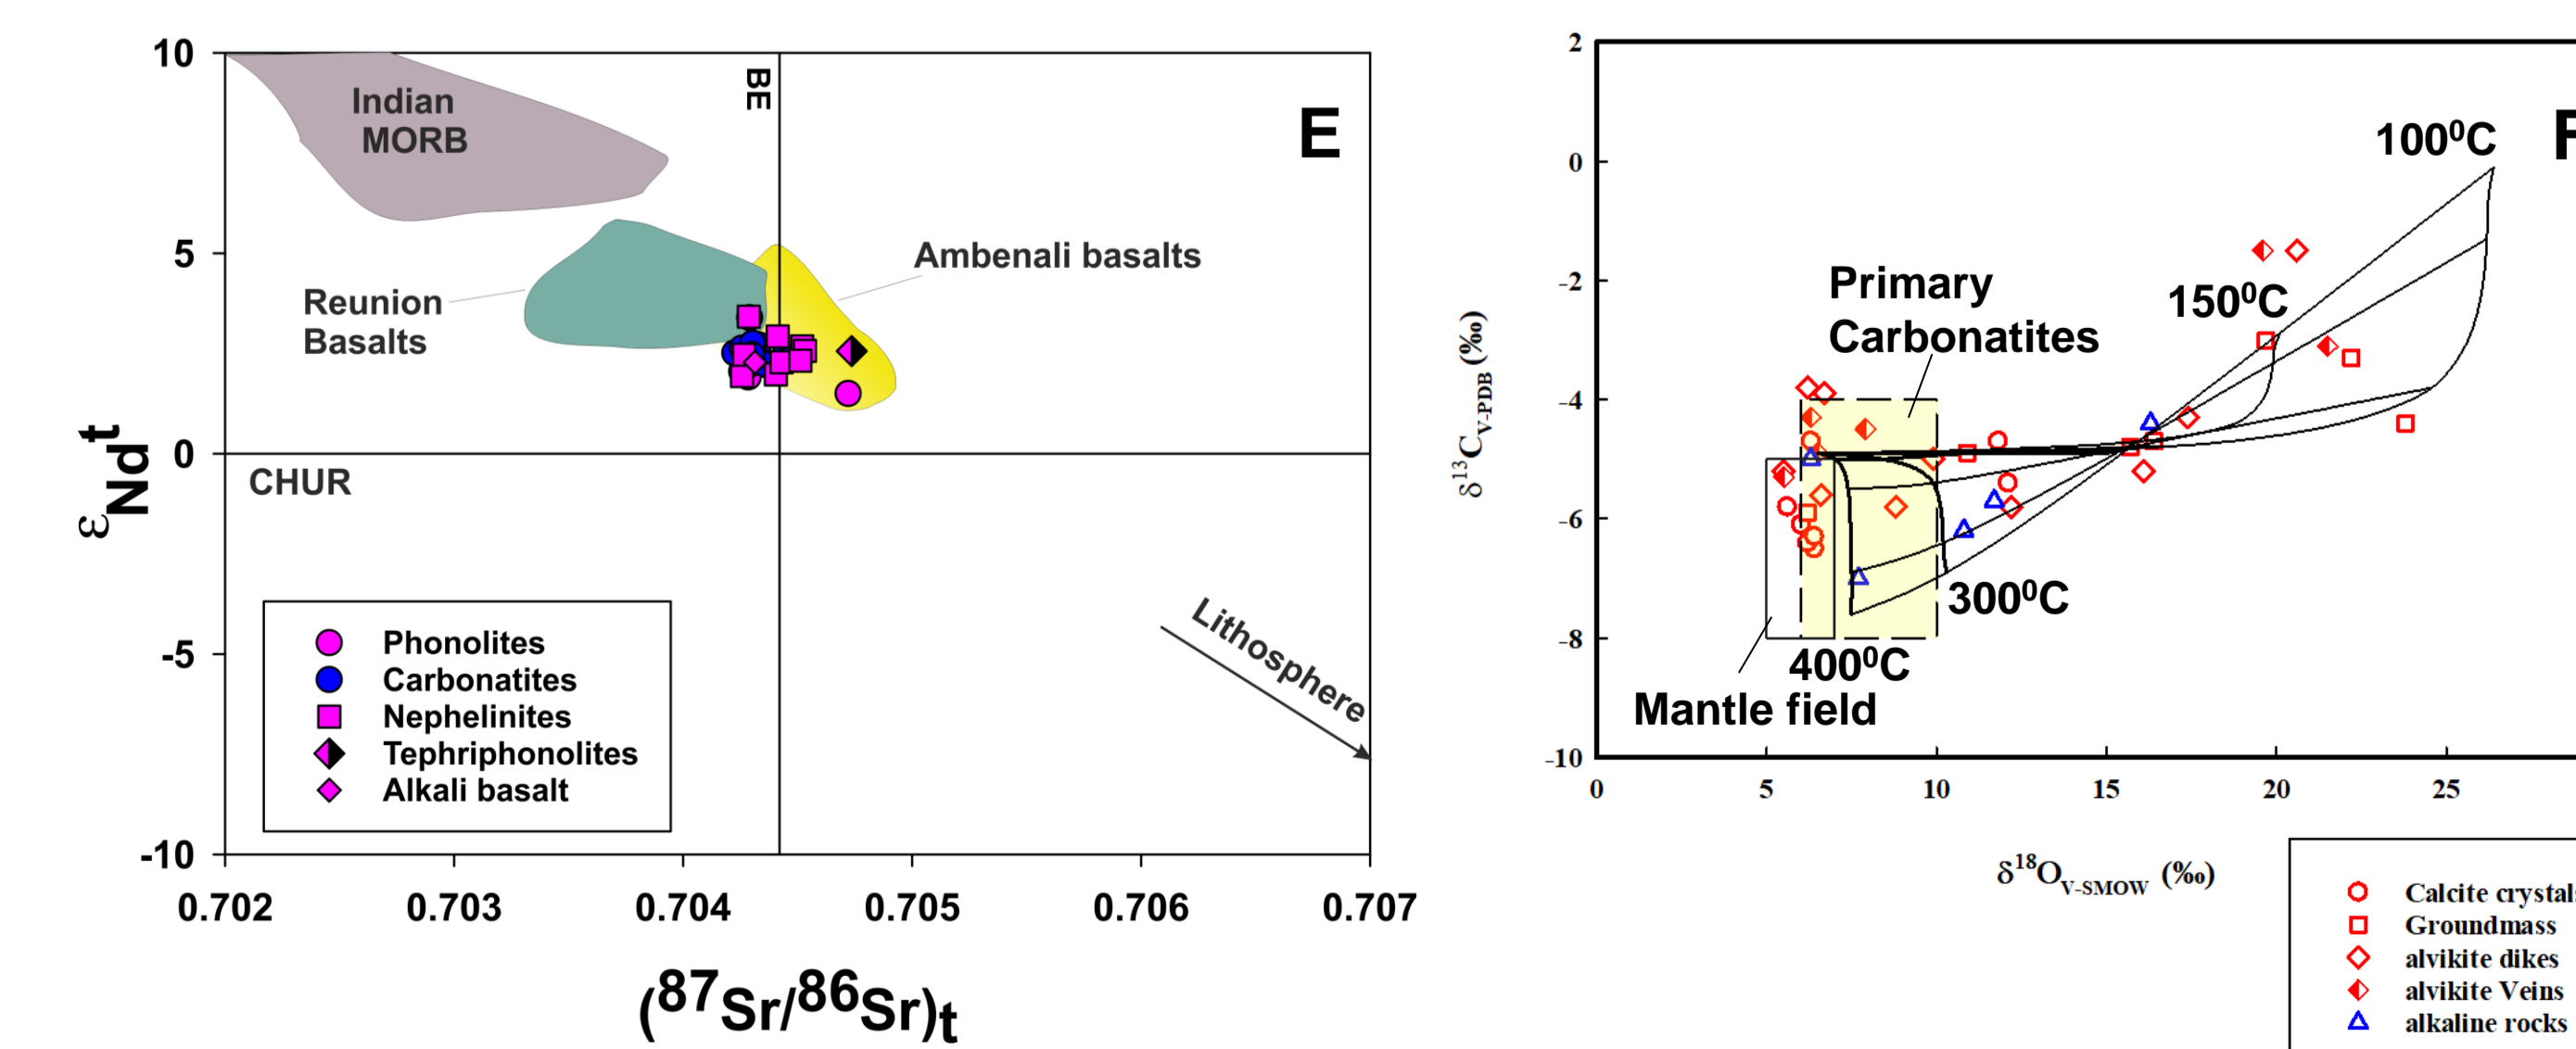 10
5
0
-5
-10
εNdt
Indian
MORB
BE
E
Ambenali basalts
Reunion
Basalts
CHUR
Phonolites
Carbonatites
Nephelinites
Tephriphonolites
Alkali basalt
Lithosphere
0.702 0.703 0.704 0.705 0.706 0.707
(⁸⁷Sr/⁸⁶Sr)t
2
0
-2
-4
-6
-8
-10
δ¹³C V-PDB (‰)
100⁰C
Primary
Carbonatites
150⁰C
300⁰C
400⁰C
Mantle field
0 5 10 15 20 25
δ¹⁸O V-SMOW (‰)
Calcite crystals
Groundmass
alvikite dikes
alvikite Veins
alkaline rocks